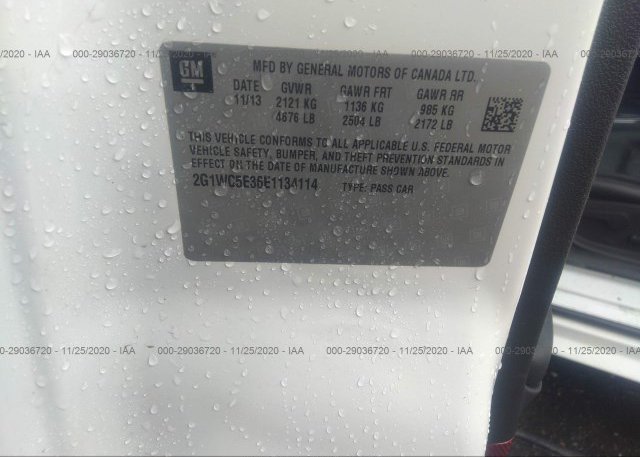 000-29036720 - 11/25/2020 - IAA
GM
MFD BY GENERAL MOTORS OF CANADA LTD.
DATE GVWR GAWR FRT GAWR RR
11/13 2121 KG 1136 KG 985 KG
4676 LB 2504 LB 2172 LB
THIS VEHICLE CONFORMS TO ALL APPLICABLE U.S. FEDERAL MOTOR
VEHICLE SAFETY, BUMPER, AND THEFT PREVENTION STANDARDS IN
EFFECT ON THE DATE OF MANUFACTURE SHOWN ABOVE.
2G1WC5E35E1134114 TYPE: PASS CAR
000-29036720 - 11/25/2020 - IAA 000-29036720 - 11/25/2020 - IAA 000-29036720 - 11/25/2020 - IAA